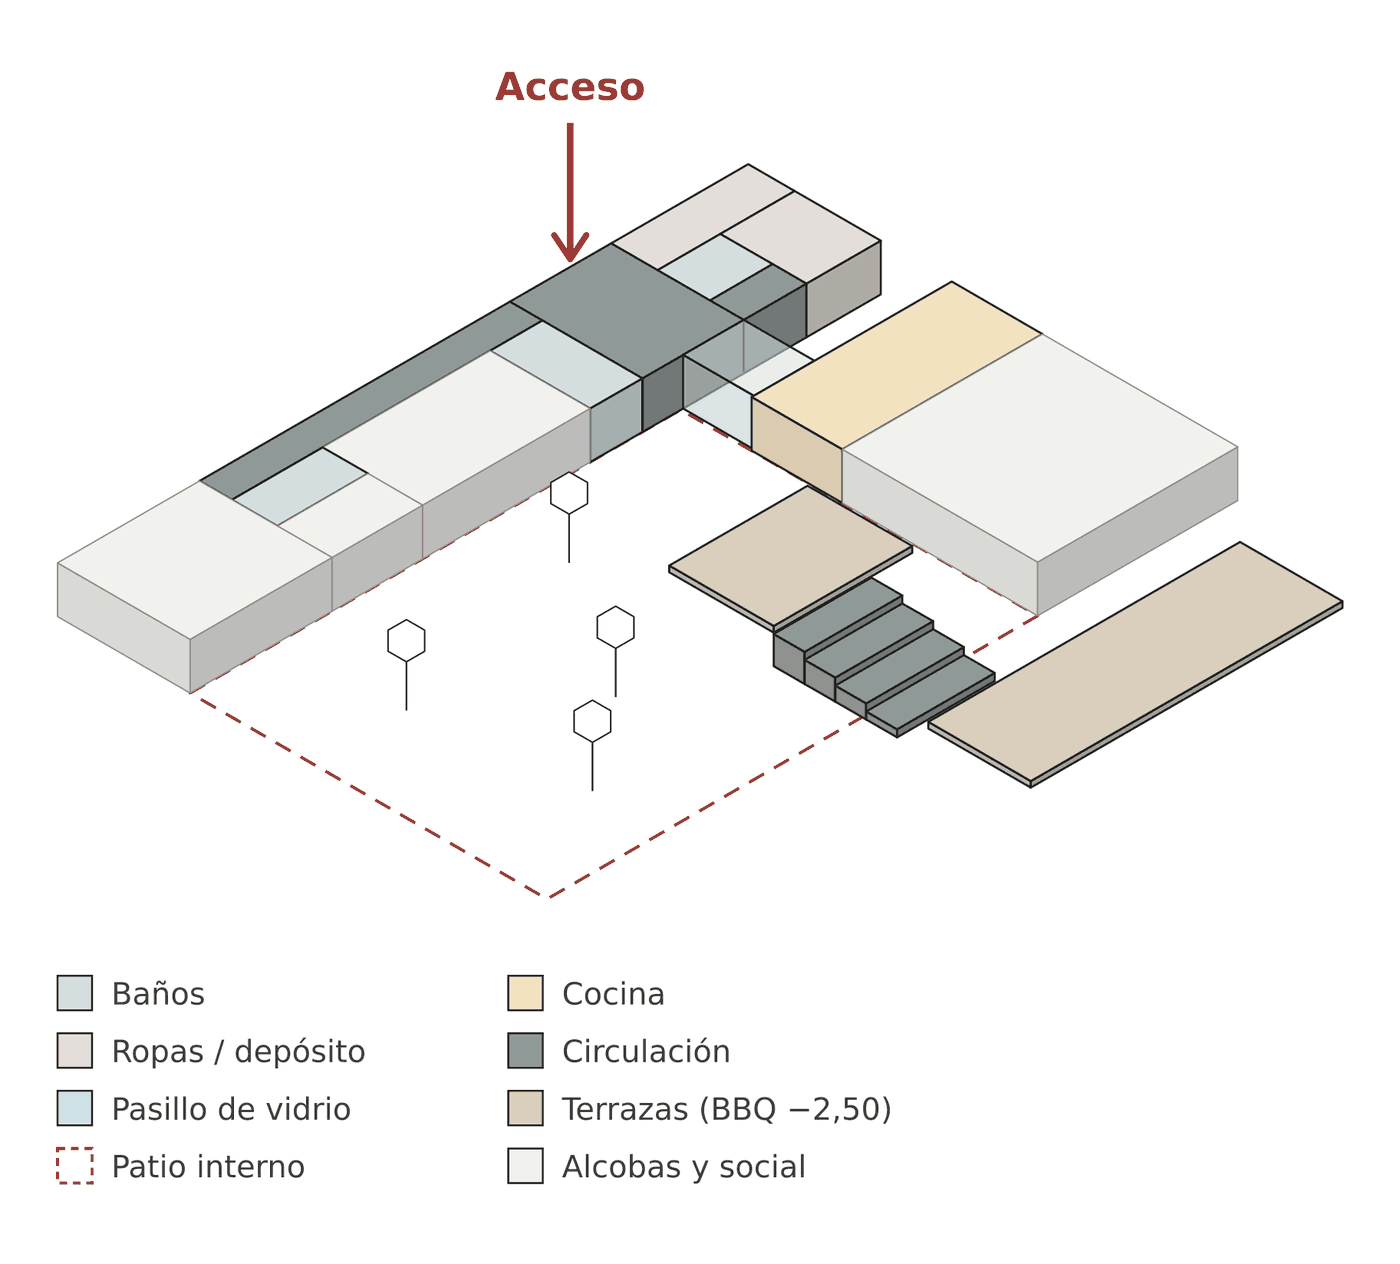 Acceso
Baños
Cocina
Ropas / depósito
Circulación
Pasillo de vidrio
Terrazas (BBQ −2,50)
Patio interno
Alcobas y social